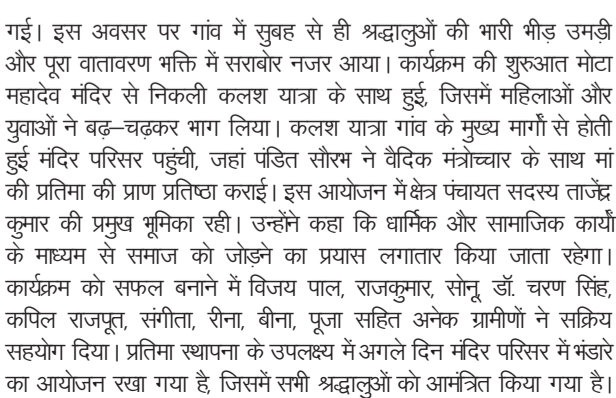 गई। इस अवसर पर गांव में सुबह से ही श्रद्धालुओं की भारी भीड़ उमड़ी
और पूरा वातावरण भक्ति में सराबोर नजर आया। कार्यक्रम की शुरुआत मोटा
महादेव मंदिर से निकली कलश यात्रा के साथ हुई, जिसमें महिलाओं और
युवाओं ने बढ़–चढ़कर भाग लिया। कलश यात्रा गांव के मुख्य मार्गों से होती
हुई मंदिर परिसर पहुंची, जहां पंडित सौरभ ने वैदिक मंत्रोच्चार के साथ मां
की प्रतिमा की प्राण प्रतिष्ठा कराई। इस आयोजन में क्षेत्र पंचायत सदस्य ताजेंद्र
कुमार की प्रमुख भूमिका रही। उन्होंने कहा कि धार्मिक और सामाजिक कार्यों
के माध्यम से समाज को जोड़ने का प्रयास लगातार किया जाता रहेगा।
कार्यक्रम को सफल बनाने में विजय पाल, राजकुमार, सोनू, डॉ. चरण सिंह,
कपिल राजपूत, संगीता, रीना, बीना, पूजा सहित अनेक ग्रामीणों ने सक्रिय
सहयोग दिया। प्रतिमा स्थापना के उपलक्ष्य में अगले दिन मंदिर परिसर में भंडारे
का आयोजन रखा गया है, जिसमें सभी श्रद्धालुओं को आमंत्रित किया गया है।